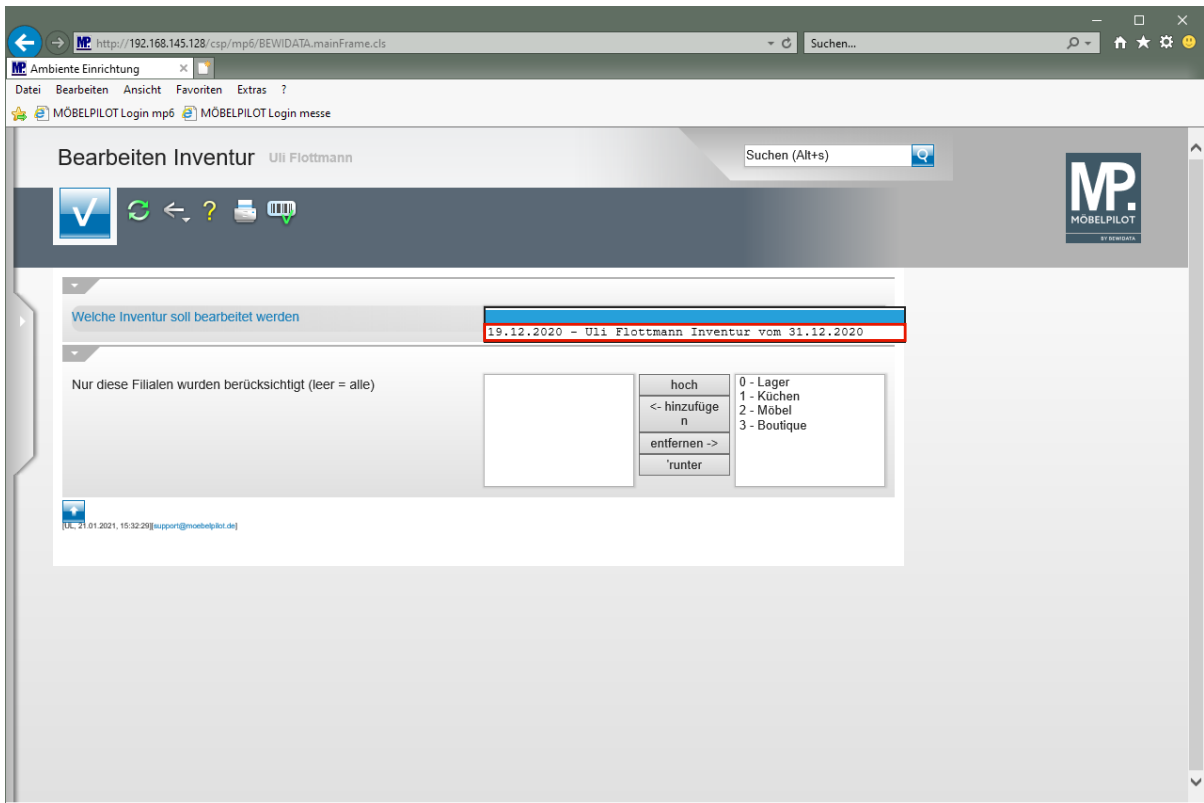 http://192.168.145.128/csp/mp6/BEWIDATA.mainFrame.cls
Suchen...
MP. Ambiente Einrichtung
Datei Bearbeiten Ansicht Favoriten Extras ?
MÖBELPILOT Login mp6 MÖBELPILOT Login messe
Bearbeiten Inventur Uli Flottmann
Suchen (Alt+s)
MP.
MÖBELPILOT
BY BEWIDATA
Welche Inventur soll bearbeitet werden
19.12.2020 - Uli Flottmann Inventur vom 31.12.2020
Nur diese Filialen wurden berücksichtigt (leer = alle)
hoch
<- hinzufüge
n
entfernen ->
'runter
0 - Lager
1 - Küchen
2 - Möbel
3 - Boutique
[UL, 21.01.2021, 15:32:29][support@moebelpilot.de]